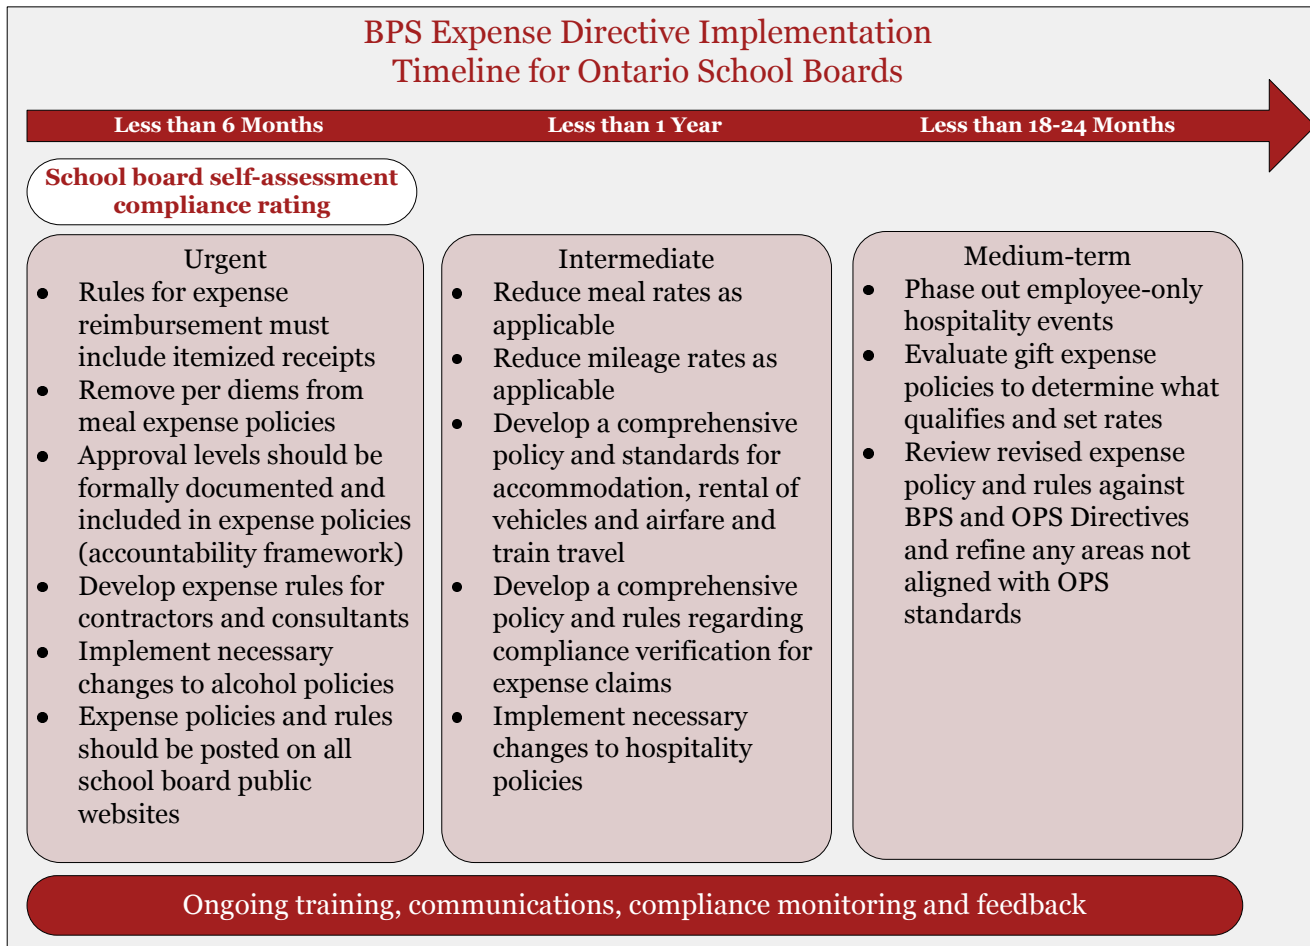 BPS Expense Directive Implementation
Timeline for Ontario School Boards
Less than 6 Months
Less than 1 Year
Less than 18-24 Months
School board self-assessment
compliance rating
Urgent
● Rules for expense
reimbursement must
include itemized receipts
● Remove per diems from
meal expense policies
● Approval levels should be
formally documented and
included in expense policies
(accountability framework)
● Develop expense rules for
contractors and consultants
● Implement necessary
changes to alcohol policies
● Expense policies and rules
should be posted on all
school board public
websites
Intermediate
● Reduce meal rates as
applicable
● Reduce mileage rates as
applicable
● Develop a comprehensive
policy and standards for
accommodation, rental of
vehicles and airfare and
train travel
● Develop a comprehensive
policy and rules regarding
compliance verification for
expense claims
● Implement necessary
changes to hospitality
policies
Medium-term
● Phase out employee-only
hospitality events
● Evaluate gift expense
policies to determine what
qualifies and set rates
● Review revised expense
policy and rules against
BPS and OPS Directives
and refine any areas not
aligned with OPS
standards
Ongoing training, communications, compliance monitoring and feedback